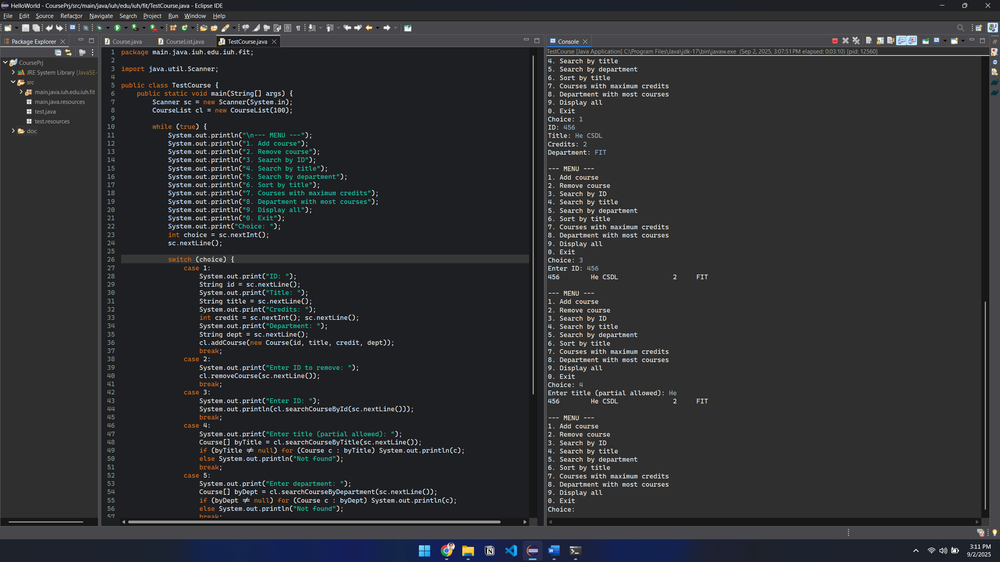 HelloWorld - CoursePrj/src/main/java/iuh/edu/iuh/fit/TestCourse.java - Eclipse IDE
File Edit Source Refactor Navigate Search Project Run Window Help
Package Explorer
CoursePrj
JRE System Library [JavaSE-
src
main.java.iuh.edu.iuh.fit
main.java.resources
test.java
test.resources
doc
Course.java CourseList.java TestCourse.java
1 package main.java.iuh.edu.iuh.fit;
2
3 import java.util.Scanner;
4
5 public class TestCourse {
6 public static void main(String[] args) {
7 Scanner sc = new Scanner(System.in);
8 CourseList cl = new CourseList(100);
9
10 while (true) {
11 System.out.println("\n--- MENU ---");
12 System.out.println("1. Add course");
13 System.out.println("2. Remove course");
14 System.out.println("3. Search by ID");
15 System.out.println("4. Search by title");
16 System.out.println("5. Search by department");
17 System.out.println("6. Sort by title");
18 System.out.println("7. Courses with maximum credits");
19 System.out.println("8. Department with most courses");
20 System.out.println("9. Display all");
21 System.out.println("0. Exit");
22 System.out.print("Choice: ");
23 int choice = sc.nextInt();
24 sc.nextLine();
25
26 switch (choice) {
27 case 1:
28 System.out.print("ID: ");
29 String id = sc.nextLine();
30 System.out.print("Title: ");
31 String title = sc.nextLine();
32 System.out.print("Credits: ");
33 int credit = sc.nextInt(); sc.nextLine();
34 System.out.print("Department: ");
35 String dept = sc.nextLine();
36 cl.addCourse(new Course(id, title, credit, dept));
37 break;
38 case 2:
39 System.out.print("Enter ID to remove: ");
40 cl.removeCourse(sc.nextLine());
41 break;
42 case 3:
43 System.out.print("Enter ID: ");
44 System.out.println(cl.searchCourseById(sc.nextLine()));
45 break;
46 case 4:
47 System.out.print("Enter title (partial allowed): ");
48 Course[] byTitle = cl.searchCourseByTitle(sc.nextLine());
49 if (byTitle != null) for (Course c : byTitle) System.out.println(c);
50 else System.out.println("Not found");
51 break;
52 case 5:
53 System.out.print("Enter department: ");
54 Course[] byDept = cl.searchCourseByDepartment(sc.nextLine());
55 if (byDept != null) for (Course c : byDept) System.out.println(c);
56 else System.out.println("Not found");
57 break;
Console
TestCourse [Java Application] C:\Program Files\Java\jdk-17\bin\javaw.exe (Sep 2, 2025, 3:07:51 PM elapsed: 0:03:10) [pid: 12560]
4. Search by title
5. Search by department
6. Sort by title
7. Courses with maximum credits
8. Department with most courses
9. Display all
0. Exit
Choice: 1
ID: 456
Title: He CSDL
Credits: 2
Department: FIT
--- MENU ---
1. Add course
2. Remove course
3. Search by ID
4. Search by title
5. Search by department
6. Sort by title
7. Courses with maximum credits
8. Department with most courses
9. Display all
0. Exit
Choice: 3
Enter ID: 456
456 He CSDL 2 FIT
--- MENU ---
1. Add course
2. Remove course
3. Search by ID
4. Search by title
5. Search by department
6. Sort by title
7. Courses with maximum credits
8. Department with most courses
9. Display all
0. Exit
Choice: 4
Enter title (partial allowed): He
456 He CSDL 2 FIT
--- MENU ---
1. Add course
2. Remove course
3. Search by ID
4. Search by title
5. Search by department
6. Sort by title
7. Courses with maximum credits
8. Department with most courses
9. Display all
0. Exit
Choice:
3:11 PM
9/2/2025